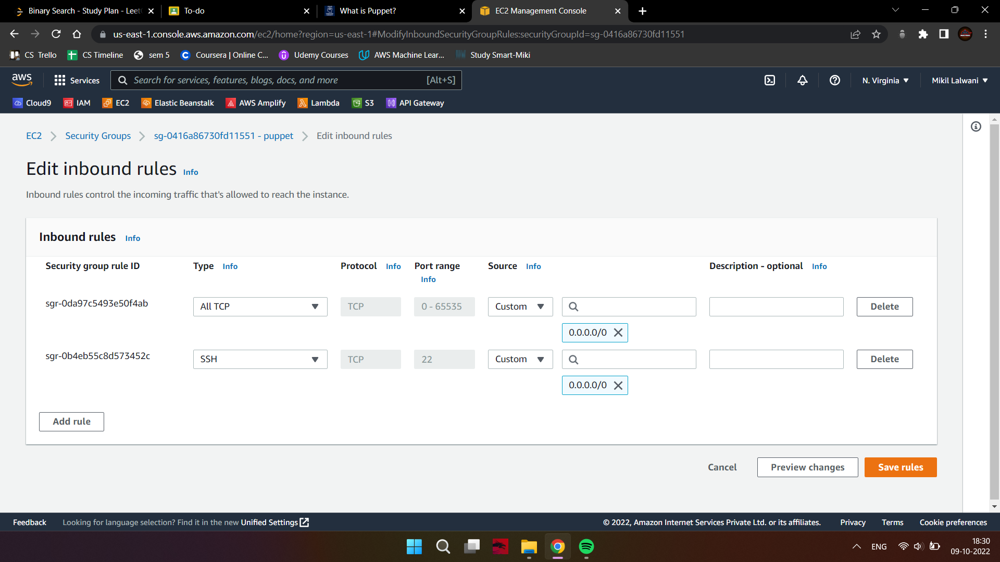 Binary Search - Study Plan - Leet
To-do
What is Puppet?
EC2 Management Console
us-east-1.console.aws.amazon.com/ec2/home?region=us-east-1#ModifyInboundSecurityGroupRules:securityGroupId=sg-0416a86730fd11551
CS Trello
CS Timeline
sem 5
Coursera | Online C...
Udemy Courses
AWS Machine Lear...
Study Smart-Miki
aws
Services
Search for services, features, blogs, docs, and more
[Alt+S]
N. Virginia
Mikil Lalwani
Cloud9
IAM
EC2
Elastic Beanstalk
AWS Amplify
Lambda
S3
API Gateway
EC2
Security Groups
sg-0416a86730fd11551 - puppet
Edit inbound rules
Edit inbound rules Info
Inbound rules control the incoming traffic that's allowed to reach the instance.
Inbound rules Info
Security group rule ID
Type Info
Protocol Info
Port range
Info
Source Info
Description - optional Info
sgr-0da97c5493e50f4ab
All TCP
TCP
0 - 65535
Custom
Delete
0.0.0.0/0
sgr-0b4eb55c8d573452c
SSH
TCP
22
Custom
Delete
0.0.0.0/0
Add rule
Cancel
Preview changes
Save rules
Feedback
Looking for language selection? Find it in the new Unified Settings
© 2022, Amazon Internet Services Private Ltd. or its affiliates.
Privacy
Terms
Cookie preferences
ENG
18:30
09-10-2022